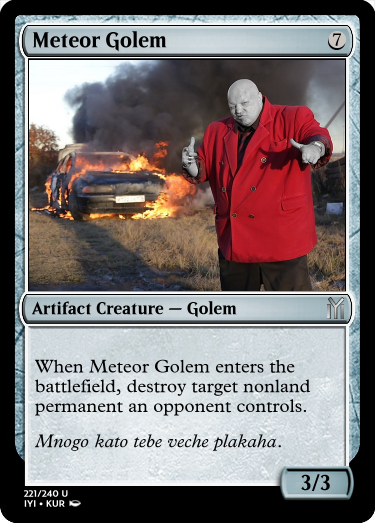 Meteor Golem 7
Artifact Creature — Golem
When Meteor Golem enters the
battlefield, destroy target nonland
permanent an opponent controls.
Mnogo kato tebe veche plakaha.
3/3
221/240 U
IYI • KUR